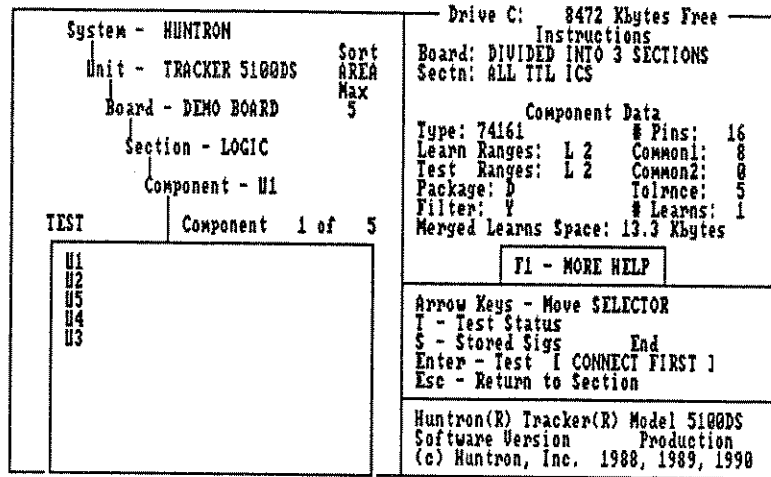 System - HUNTRON
Unit - TRACKER 5100DS
Board - DEMO BOARD
Section - LOGIC
Component - U1
Sort
AREA
Max
5
TEST Component 1 of 5
U1
U2
U5
U4
U3
Drive C: 8472 Kbytes Free
Instructions
Board: DIVIDED INTO 3 SECTIONS
Sectn: ALL TTL ICS
Component Data
Type: 74161 # Pins: 16
Learn Ranges: L 2 Common1: 8
Test Ranges: L 2 Common2: 0
Package: D Tolrnce: 5
Filter: Y # Learns: 1
Merged Learns Space: 13.3 Kbytes
F1 - MORE HELP
Arrow Keys - Move SELECTOR
T - Test Status
S - Stored Sigs End
Enter - Test [ CONNECT FIRST ]
Esc - Return to Section
Huntron(R) Tracker(R) Model 5100DS
Software Version Production
(c) Huntron, Inc. 1988, 1989, 1990